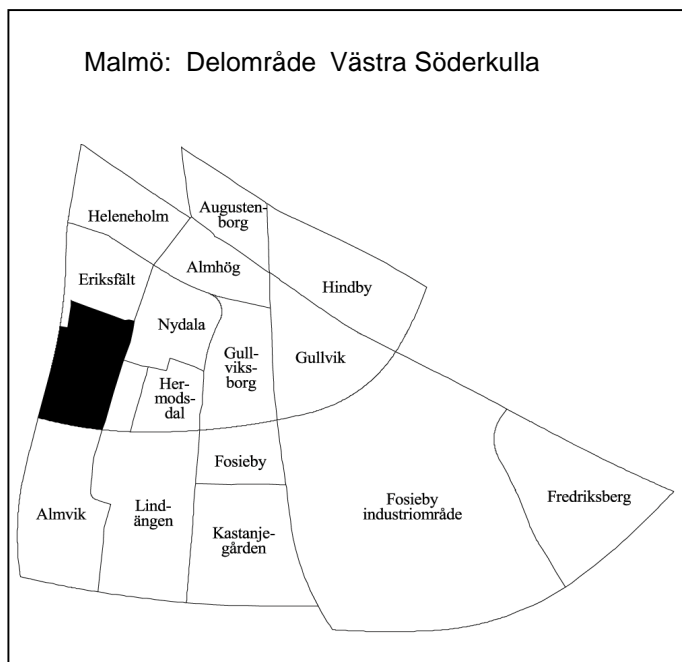 Malmö: Delområde Västra Söderkulla
Heleneholm
Augusten-
borg
Eriksfält
Almhög
Hindby
Nydala
Gull-
viks-
borg
Gullvik
Her-
mods-
dal
Fosieby
Almvik
Lind-
ängen
Kastanje-
gården
Fosieby
industriområde
Fredriksberg